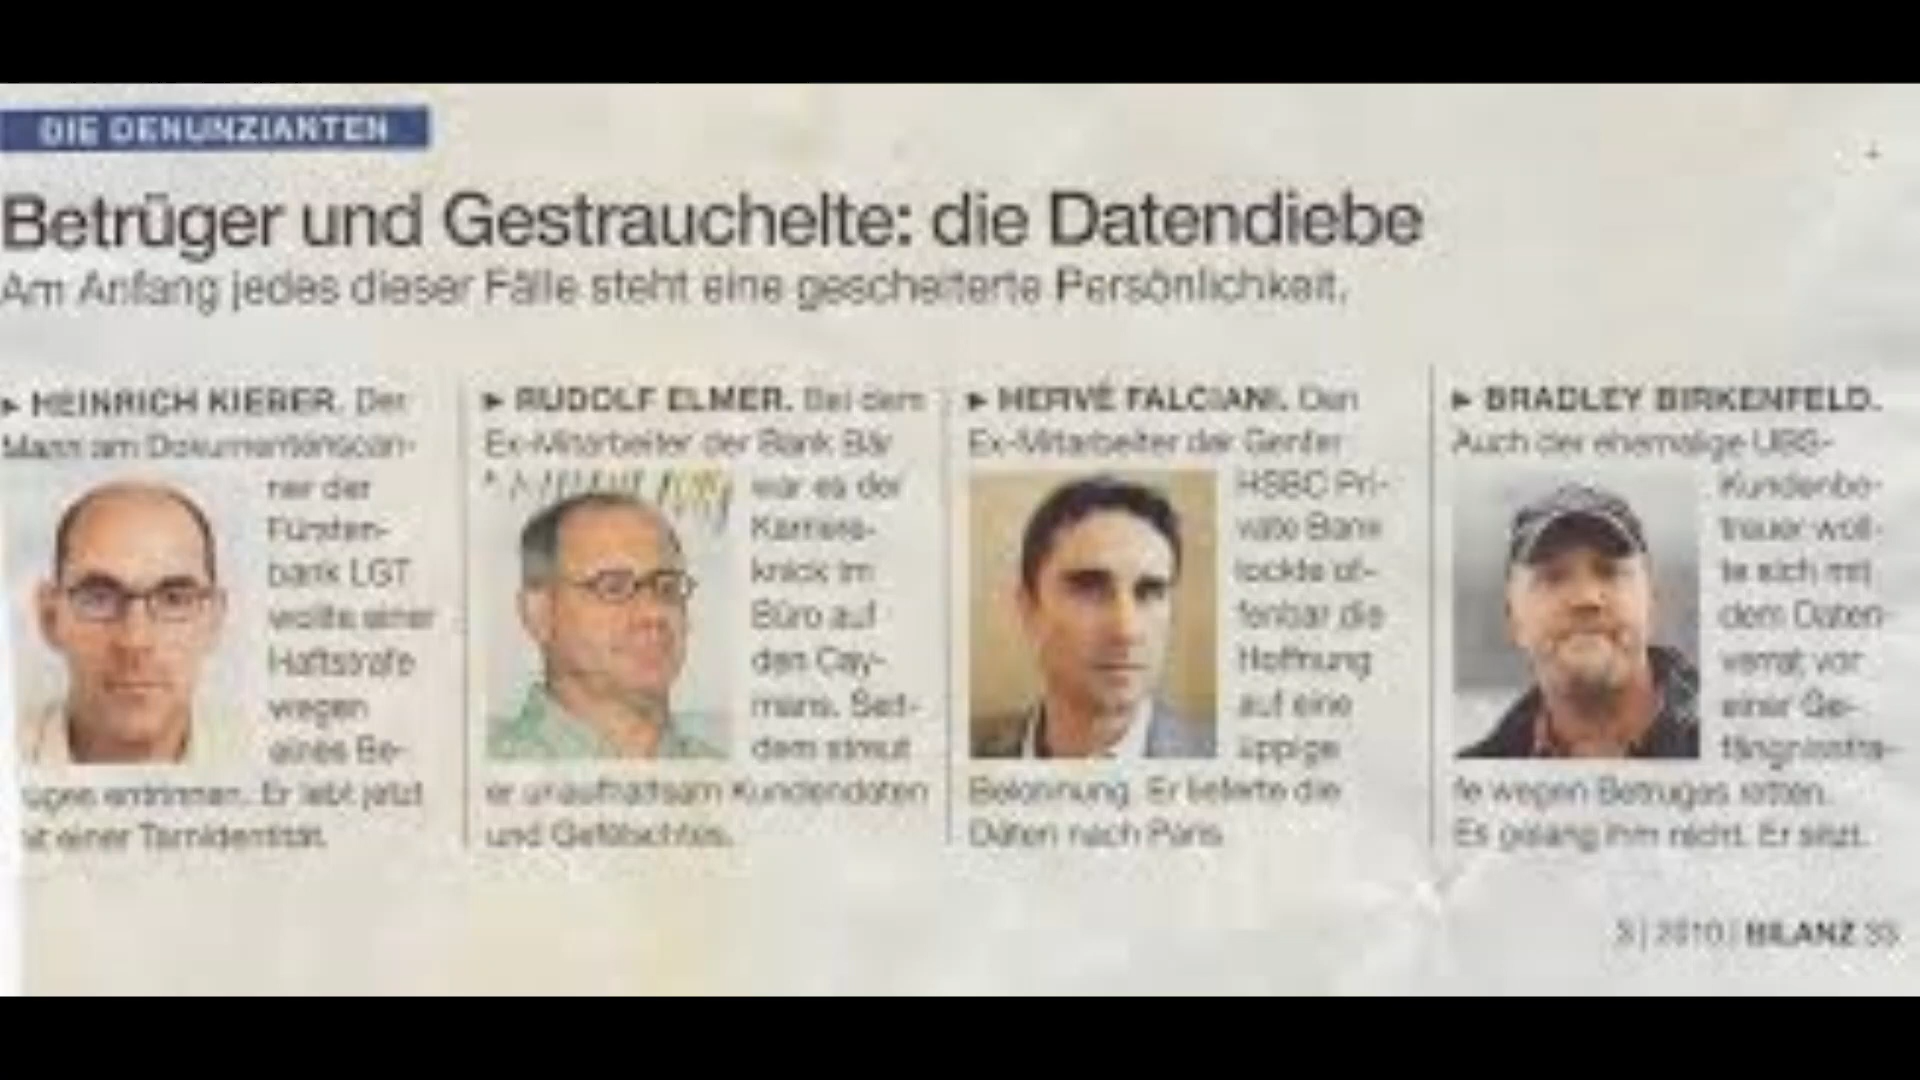 DIE DENUNZIANTEN
Betrüger und Gestrauchelte: die Datendiebe
Am Anfang jedes dieser Fälle steht eine gescheiterte Persönlichkeit.
▸ HEINRICH KIEBER. Der
Mann am Dokumentenscan-
ner der
Fürsten-
bank LGT
wollte einer
Haftstrafe
wegen
eines Be-
truges entrinnen. Er lebt jetzt
mit einer Tarnidentität.
▸ RUDOLF ELMER. Bei dem
Ex-Mitarbeiter der Bank Bär
war es der
Karriere-
knick im
Büro auf
den Cay-
mans. Seit-
dem streut
er unaufhaltsam Kundendaten
und Gefälschtes.
▸ HERVÉ FALCIANI. Den
Ex-Mitarbeiter der Genfer
HSBC Pri-
vate Bank
lockte of-
fenbar die
Hoffnung
auf eine
üppige
Belohnung. Er lieferte die
Daten nach Paris.
▸ BRADLEY BIRKENFELD.
Auch der ehemalige UBS-
Kundenbe-
treuer woll-
te sich mit
dem Daten-
verrat vor
einer Ge-
fängnisstra-
fe wegen Betruges retten.
Es gelang ihm nicht. Er sitzt.
3 | 2010 | BILANZ 33